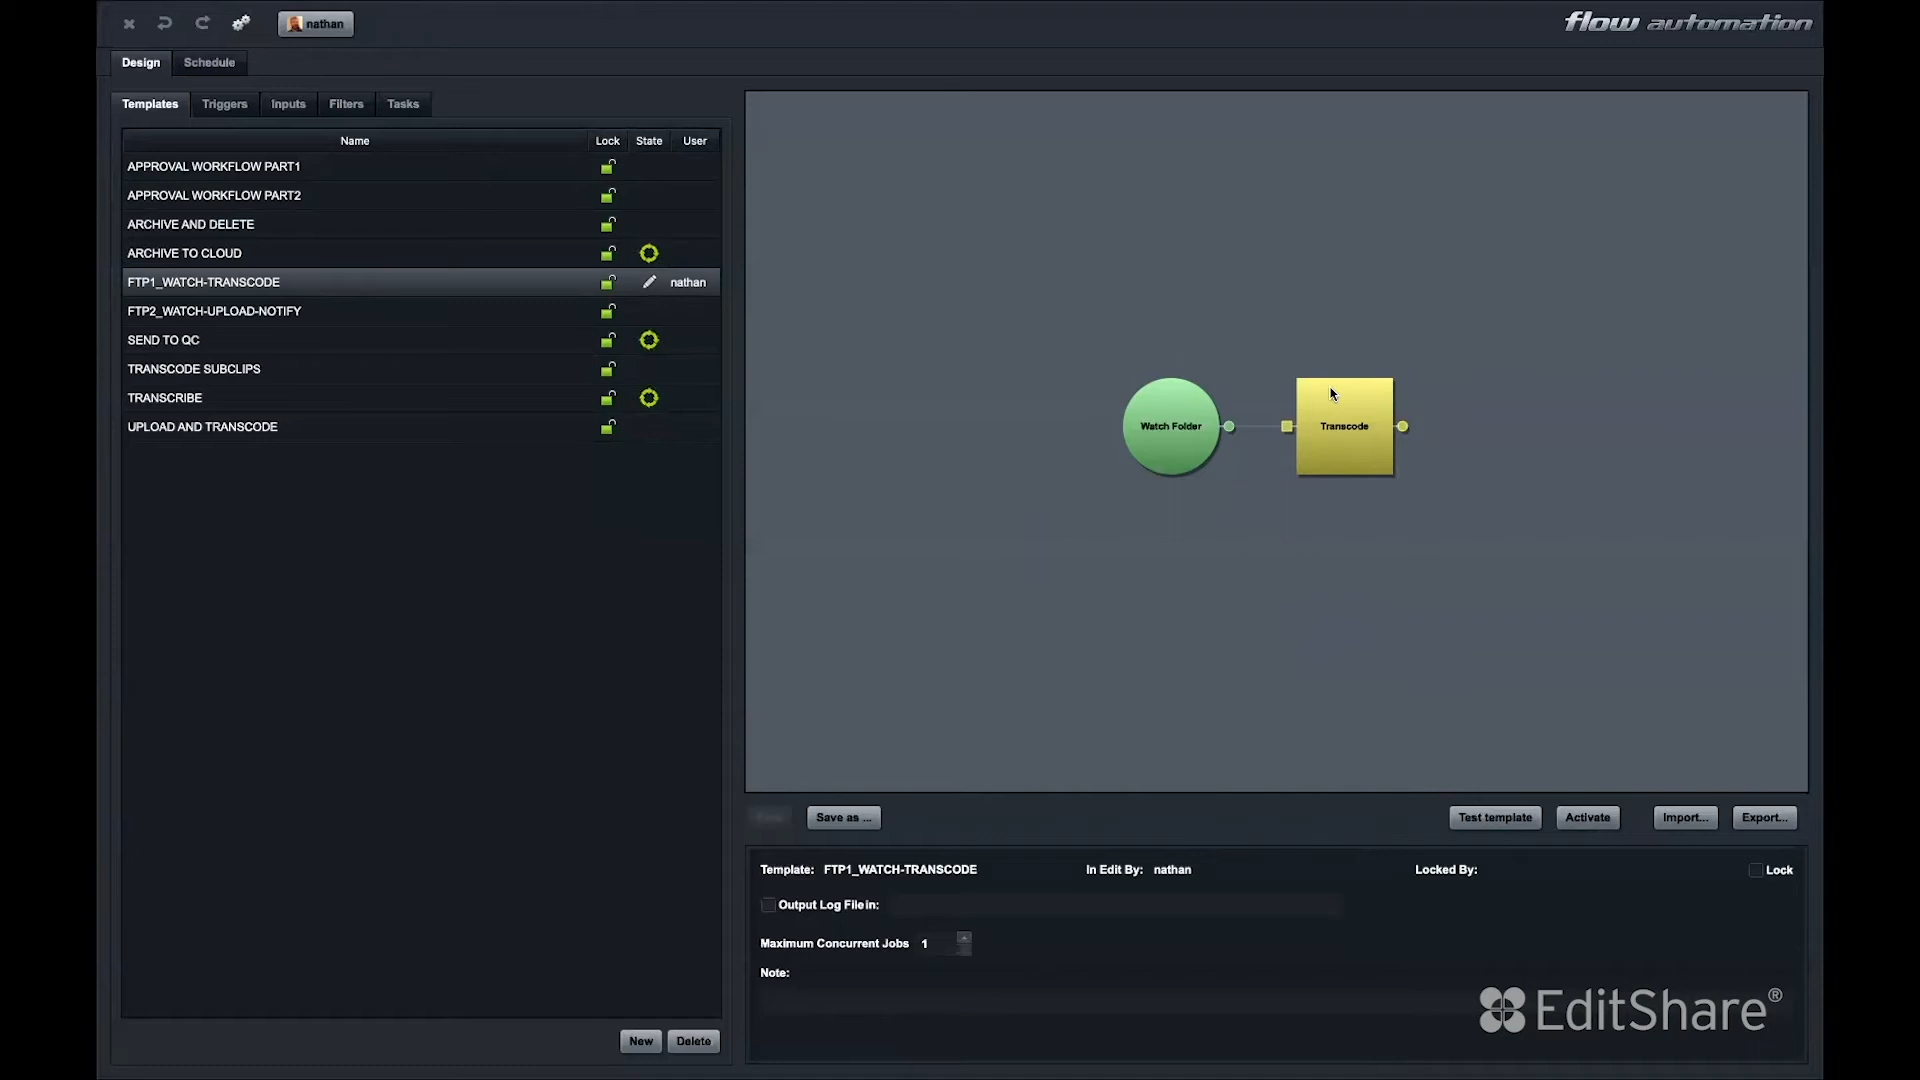 nathan
flow automation
Design
Schedule
Templates
Triggers
Inputs
Filters
Tasks
Name
Lock
State
User
APPROVAL WORKFLOW PART1
APPROVAL WORKFLOW PART2
ARCHIVE AND DELETE
ARCHIVE TO CLOUD
FTP1_WATCH-TRANSCODE
nathan
FTP2_WATCH-UPLOAD-NOTIFY
SEND TO QC
TRANSCODE SUBCLIPS
TRANSCRIBE
UPLOAD AND TRANSCODE
New
Delete
Watch Folder
Transcode
Save as ...
Test template
Activate
Import...
Export...
Template: FTP1_WATCH-TRANSCODE
In Edit By: nathan
Locked By:
Lock
Output Log File in:
Maximum Concurrent Jobs 1
Note:
EditShare®